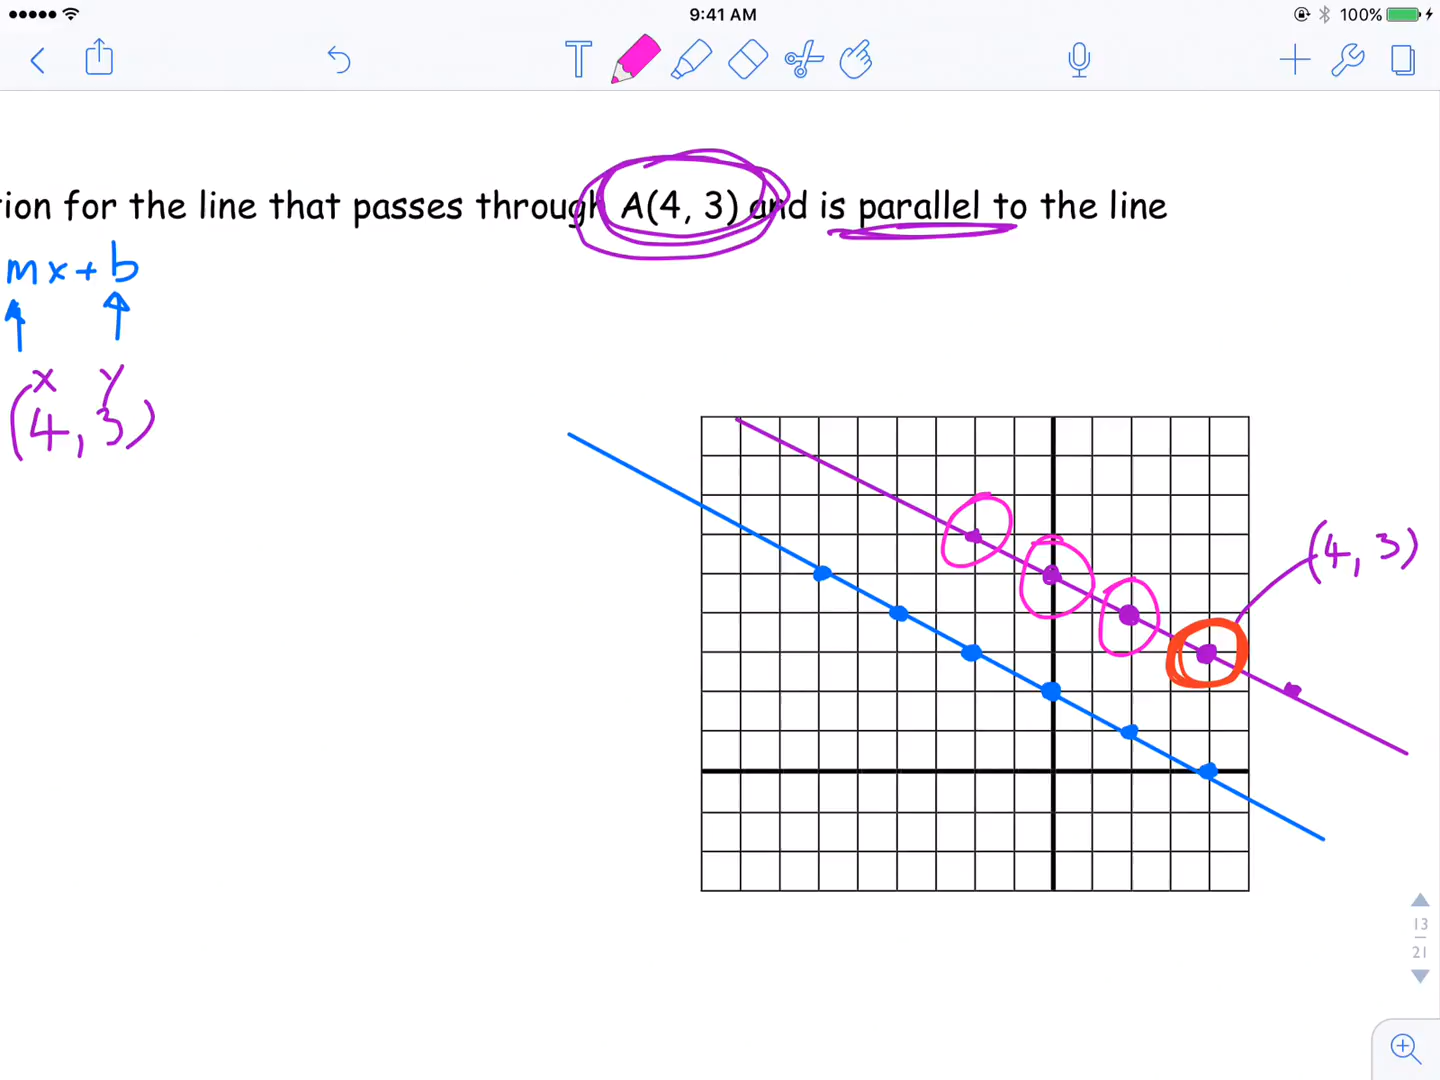 9:41 AM
100%
T
tion for the line that passes through A(4, 3) and is parallel to the line
mx+b
x y
(4, 3)
(4, 3)
13
21